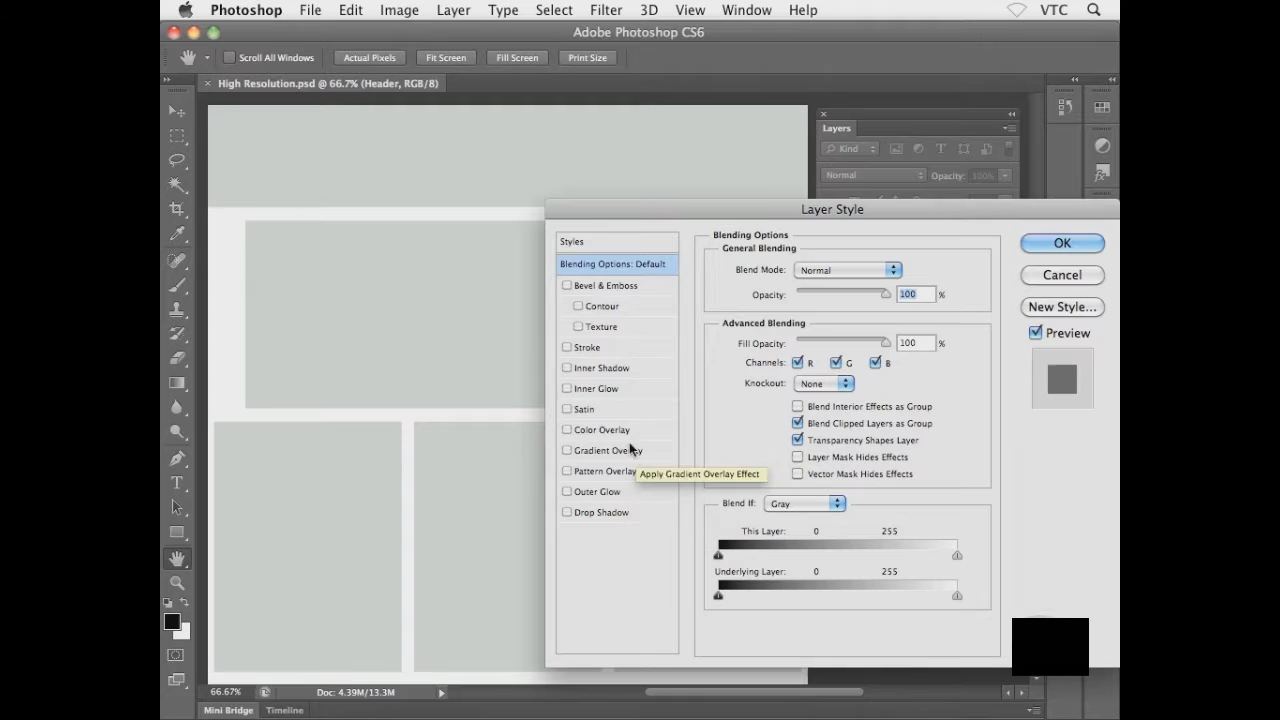 Photoshop File Edit Image Layer Type Select Filter 3D View Window Help VTC
Adobe Photoshop CS6
Scroll All Windows Actual Pixels Fit Screen Fill Screen Print Size
High Resolution.psd @ 66.7% (Header, RGB/8)
Layers
Kind
Normal Opacity: 100%
Layer Style
Styles
Blending Options: Default
Bevel & Emboss
Contour
Texture
Stroke
Inner Shadow
Inner Glow
Satin
Color Overlay
Gradient Overlay
Pattern Overlay
Outer Glow
Drop Shadow
Apply Gradient Overlay Effect
Blending Options
General Blending
Blend Mode: Normal
Opacity: 100 %
Advanced Blending
Fill Opacity: 100 %
Channels: R G B
Knockout: None
Blend Interior Effects as Group
Blend Clipped Layers as Group
Transparency Shapes Layer
Layer Mask Hides Effects
Vector Mask Hides Effects
Blend If: Gray
This Layer: 0 255
Underlying Layer: 0 255
OK
Cancel
New Style...
Preview
66.67% Doc: 4.39M/13.3M
Mini Bridge Timeline